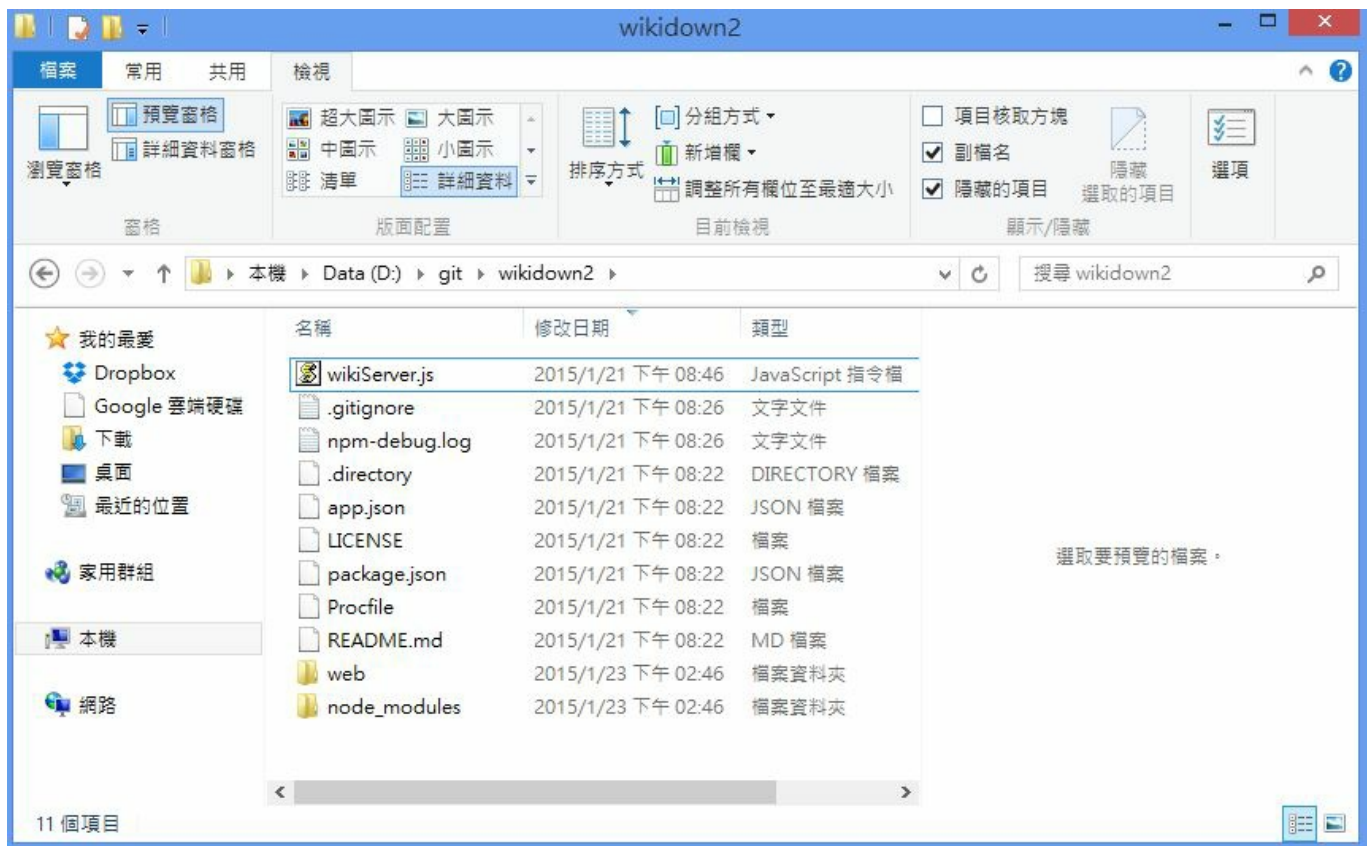 wikidown2
檔案 常用 共用 檢視
瀏覽窗格
預覽窗格
詳細資料窗格
窗格
超大圖示 大圖示
中圖示 小圖示
清單 詳細資料
版面配置
排序方式
分組方式
新增欄
調整所有欄位至最適大小
目前檢視
項目核取方塊
副檔名
隱藏的項目
隱藏
選取的項目
顯示/隱藏
選項
本機 Data (D:) git wikidown2
搜尋 wikidown2
我的最愛
Dropbox
Google 雲端硬碟
下載
桌面
最近的位置
家用群組
本機
網路
名稱 修改日期 類型
wikiServer.js 2015/1/21 下午 08:46 JavaScript 指令檔
.gitignore 2015/1/21 下午 08:26 文字文件
npm-debug.log 2015/1/21 下午 08:26 文字文件
.directory 2015/1/21 下午 08:22 DIRECTORY 檔案
app.json 2015/1/21 下午 08:22 JSON 檔案
LICENSE 2015/1/21 下午 08:22 檔案
package.json 2015/1/21 下午 08:22 JSON 檔案
Procfile 2015/1/21 下午 08:22 檔案
README.md 2015/1/21 下午 08:22 MD 檔案
web 2015/1/23 下午 02:46 檔案資料夾
node_modules 2015/1/23 下午 02:46 檔案資料夾
選取要預覽的檔案。
11 個項目